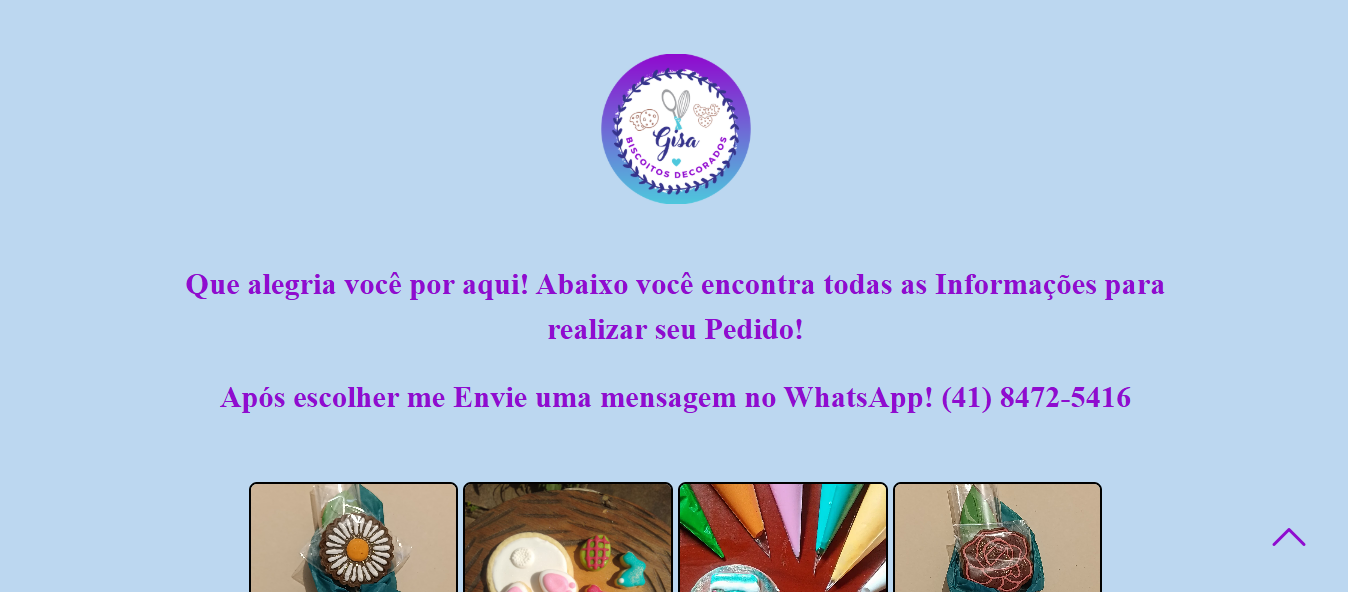 Gisa
BISCOITOS DECORADOS
Que alegria você por aqui! Abaixo você encontra todas as Informações para
realizar seu Pedido!
Após escolher me Envie uma mensagem no WhatsApp! (41) 8472-5416